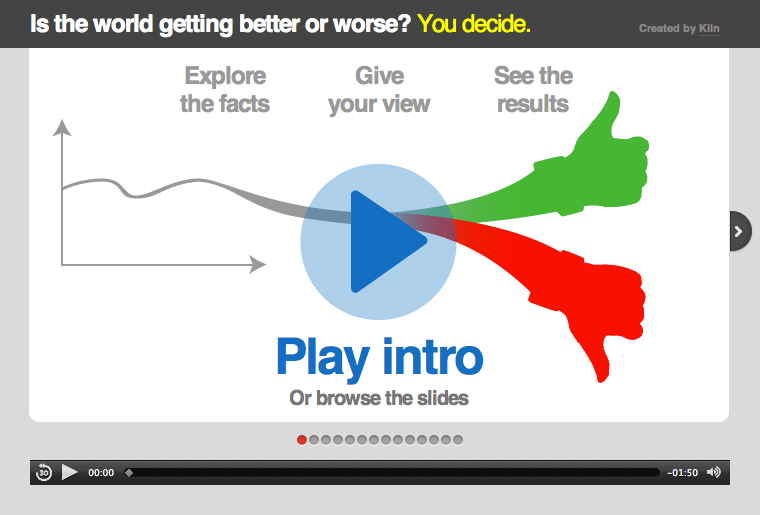 Is the world getting better or worse? You decide.
Created by Kiln
Explore
the facts
Give
your view
See the
results
Play intro
Or browse the slides
30
00:00
-01:50